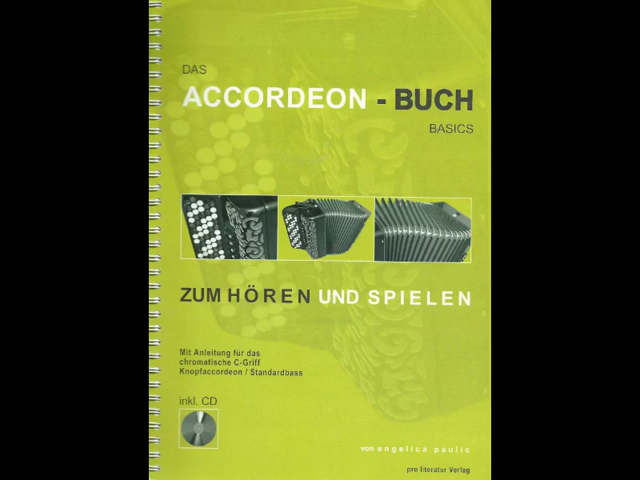 DAS
ACCORDEON - BUCH
BASICS
ZUM HÖREN UND SPIELEN
Mit Anleitung für das
chromatische C-Griff
Knopfaccordeon / Standardbass
inkl. CD
von angelica paulic
pro literatur Verlag